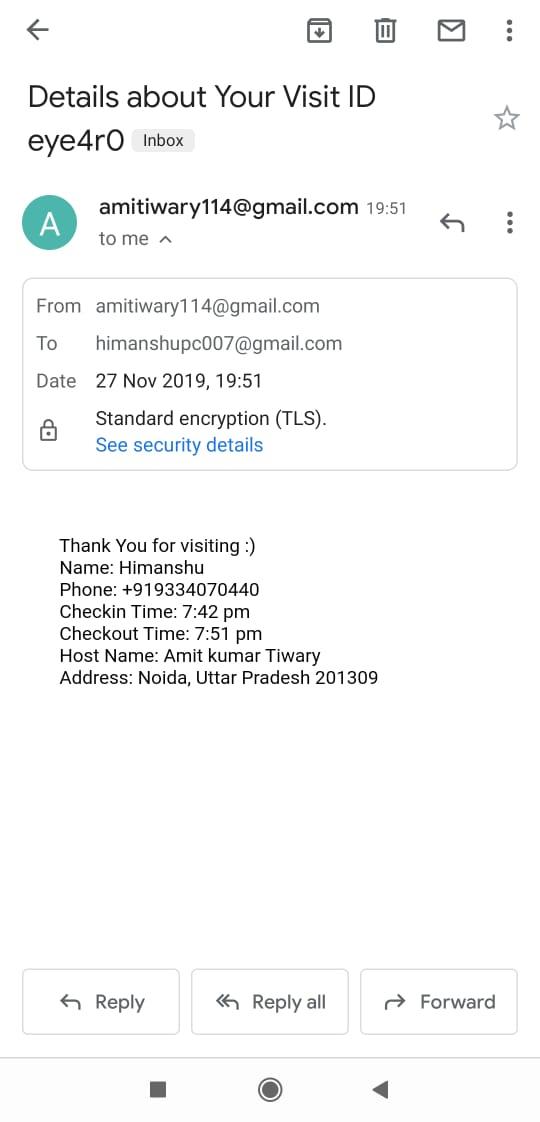 Details about Your Visit ID
eye4r0 Inbox
A
amitiwary114@gmail.com 19:51
to me
From amitiwary114@gmail.com
To himanshupc007@gmail.com
Date 27 Nov 2019, 19:51
Standard encryption (TLS).
See security details
Thank You for visiting :)
Name: Himanshu
Phone: +919334070440
Checkin Time: 7:42 pm
Checkout Time: 7:51 pm
Host Name: Amit kumar Tiwary
Address: Noida, Uttar Pradesh 201309
Reply Reply all Forward